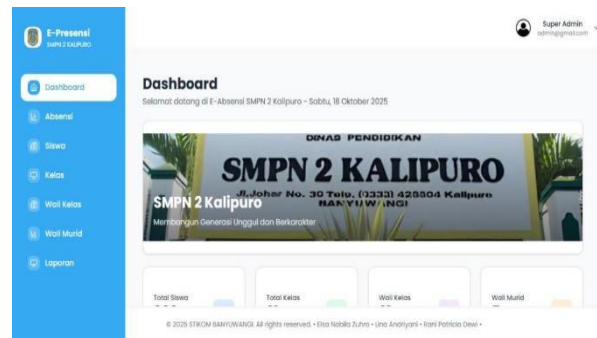 E-Presensi
SMPN 2 KALIPURO
Super Admin
admin@gmail.com
Dashboard
Absensi
Siswa
Kelas
Wali Kelas
Wali Murid
Laporan
Dashboard
Selamat datang di E-Absensi SMPN 2 Kalipuro - Sabtu, 18 Oktober 2025
DINAS PENDIDIKAN
SMPN 2 KALIPURO
Jl.Johar No. 30 Telp. (0333) 428804 Kalipuro
BANYUWANGI
SMPN 2 Kalipuro
Membangun Generasi Unggul dan Berkarakter
Total Siswa
Total Kelas
Wali Kelas
Wali Murid
© 2025 STIKOM BANYUWANGI. All rights reserved. • Elsa Nabila Zuhro • Lina Andriyani • Rani Patricia Dewi •